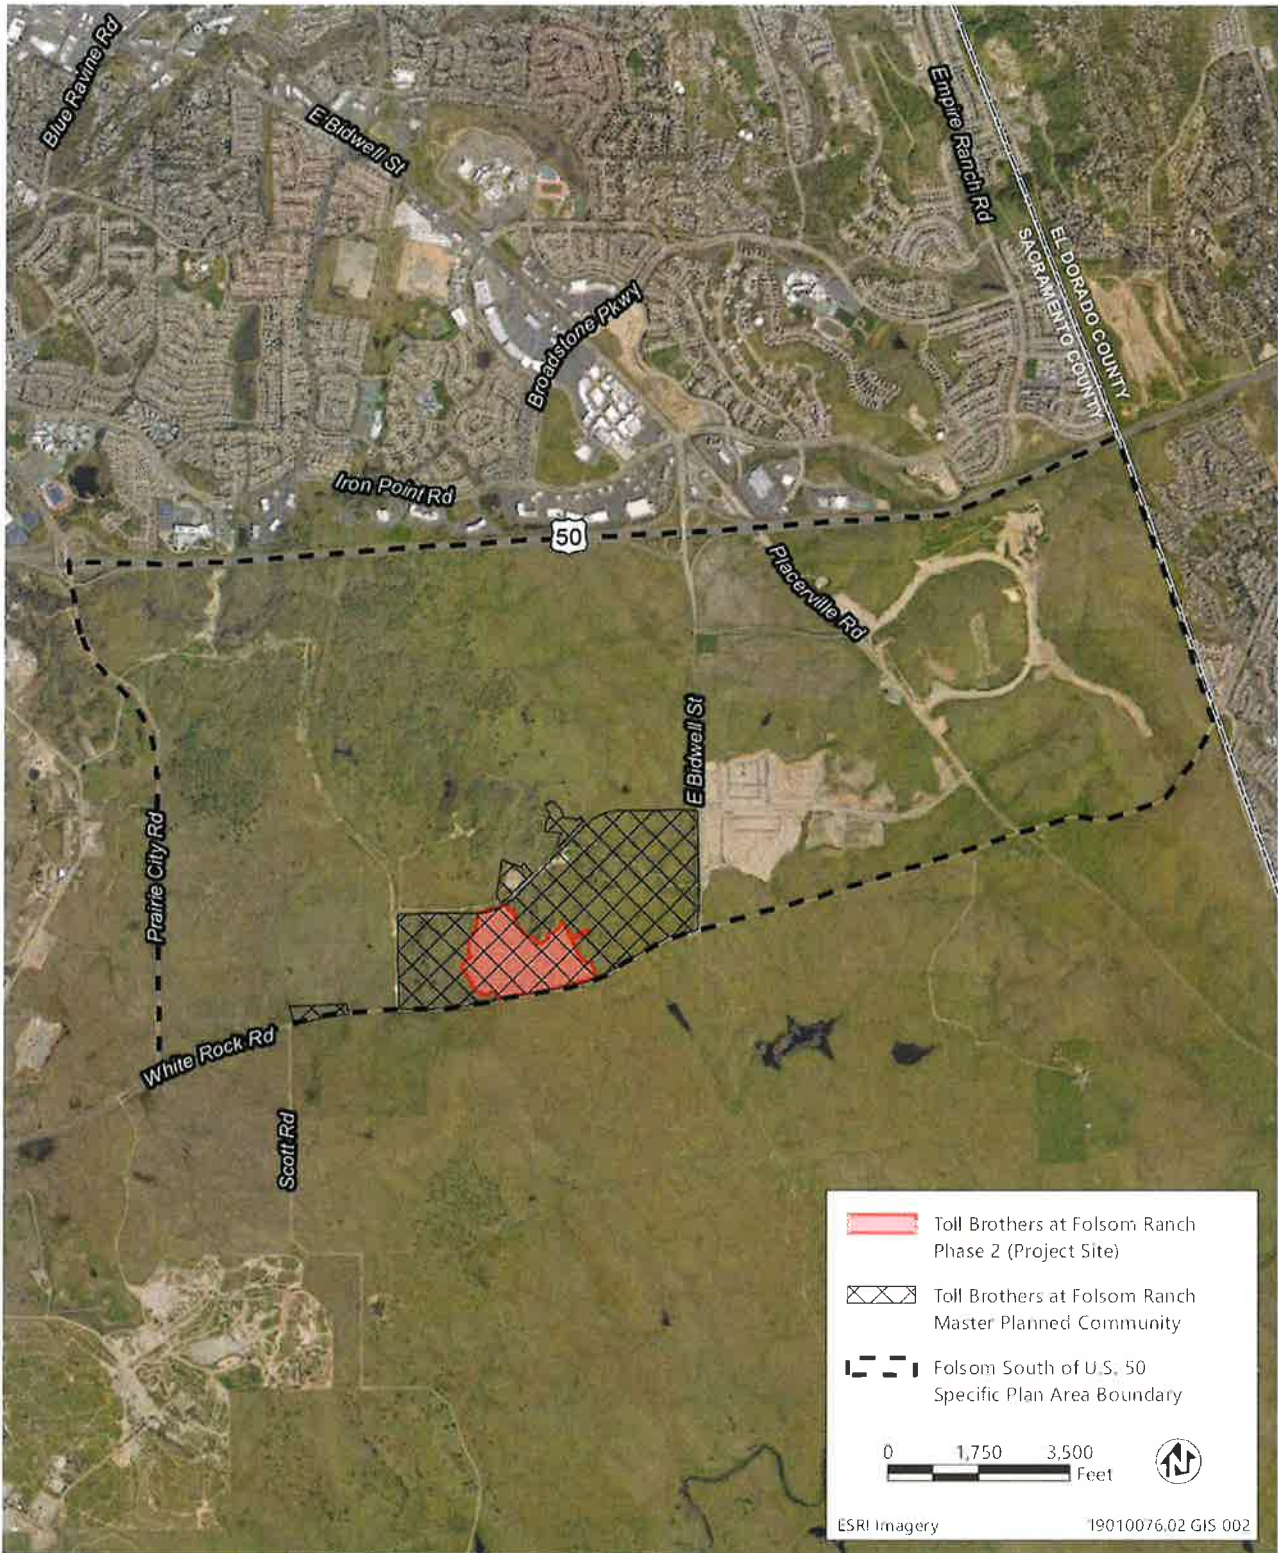 Blue Ravine Rd
E Bidwell St
Empire Ranch Rd
EL DORADO COUNTY
SACRAMENTO COUNTY
Broadstone Pkwy
Iron Point Rd
50
Placerville Rd
E Bidwell St
Prairie City Rd
White Rock Rd
Scott Rd
Toll Brothers at Folsom Ranch
Phase 2 (Project Site)
Toll Brothers at Folsom Ranch
Master Planned Community
Folsom South of U.S. 50
Specific Plan Area Boundary
0 1,750 3,500
Feet
N
ESRI Imagery 19010076.02 GIS 002